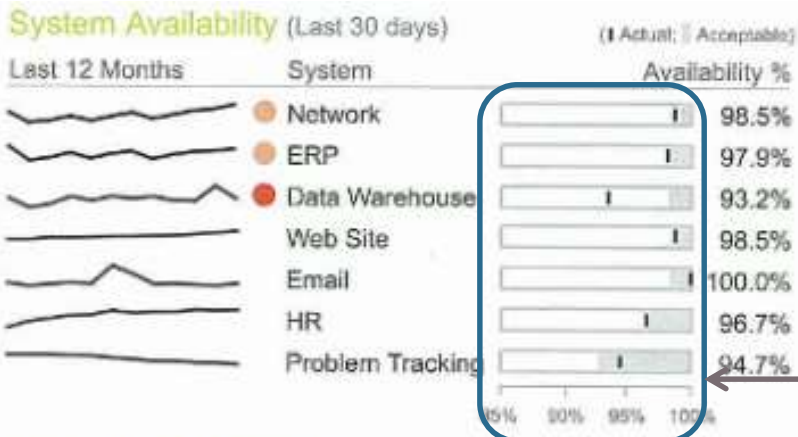 System Availability (Last 30 days)
(Actual; Acceptable)
Last 12 Months System Availability %
Network 98.5%
ERP 97.9%
Data Warehouse 93.2%
Web Site 98.5%
Email 100.0%
HR 96.7%
Problem Tracking 94.7%
85% 90% 95% 100%